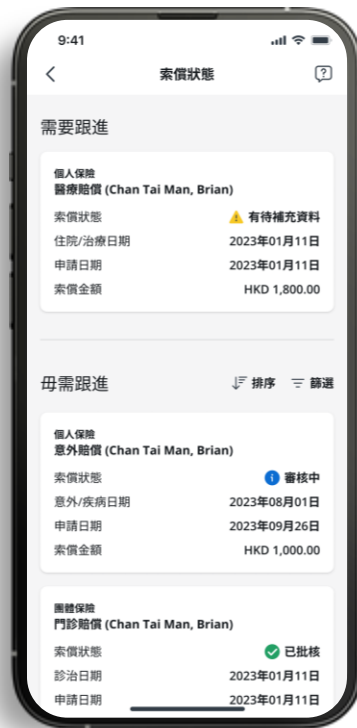 9:41
索償狀態
需要跟進
個人保險
醫療賠償 (Chan Tai Man, Brian)
索償狀態 有待補充資料
住院/治療日期 2023年01月11日
申請日期 2023年01月11日
索償金額 HKD 1,800.00
毋需跟進 排序 篩選
個人保險
意外賠償 (Chan Tai Man, Brian)
索償狀態 審核中
意外/疾病日期 2023年08月01日
申請日期 2023年09月26日
索償金額 HKD 1,000.00
團體保險
門診賠償 (Chan Tai Man, Brian)
索償狀態 已批核
診治日期 2023年01月11日
申請日期 2023年01月11日